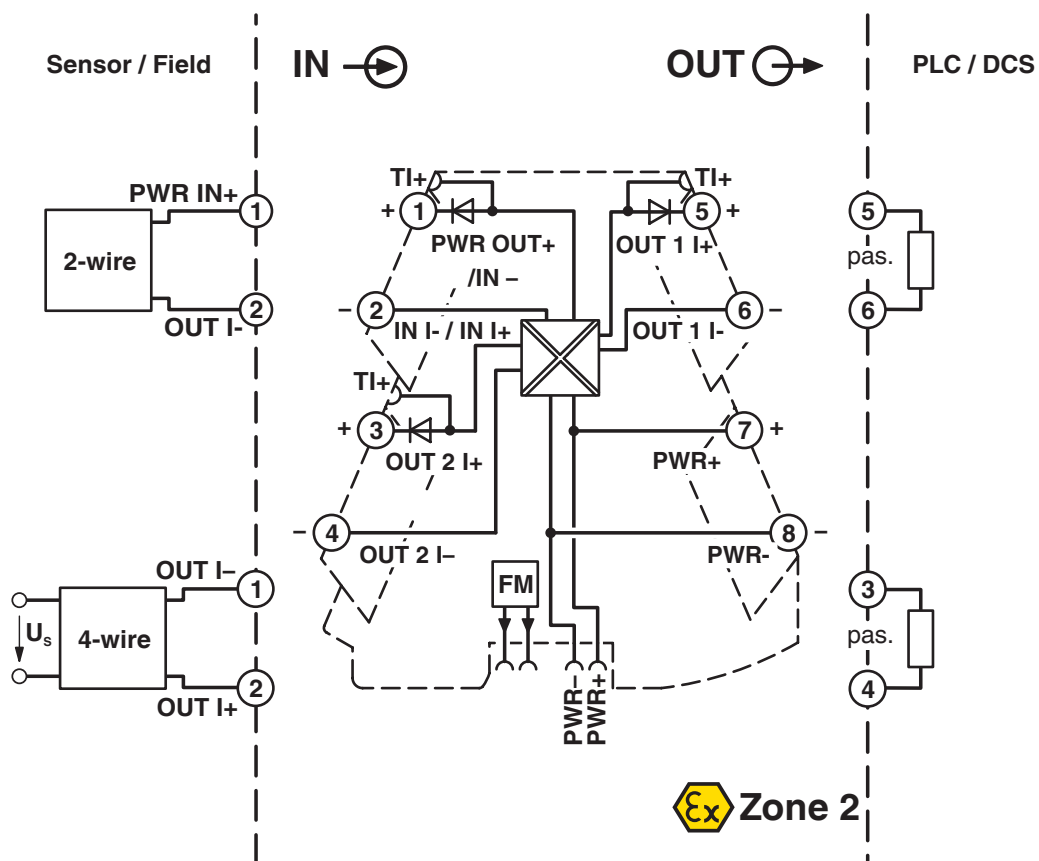 Sensor / Field
IN
OUT
PLC / DCS
PWR IN+
1
2-wire
2
OUT I-
TI+
+ 1
PWR OUT+
/IN –
– 2
IN I- / IN I+
TI+
5 +
OUT 1 I+
6 –
OUT 1 I-
5
pas.
6
TI+
+ 3
OUT 2 I+
– 4
OUT 2 I–
7 +
PWR+
8 –
PWR-
FM
PWR–
PWR+
OUT I–
1
Us
4-wire
2
OUT I+
3
pas.
4
Ex Zone 2